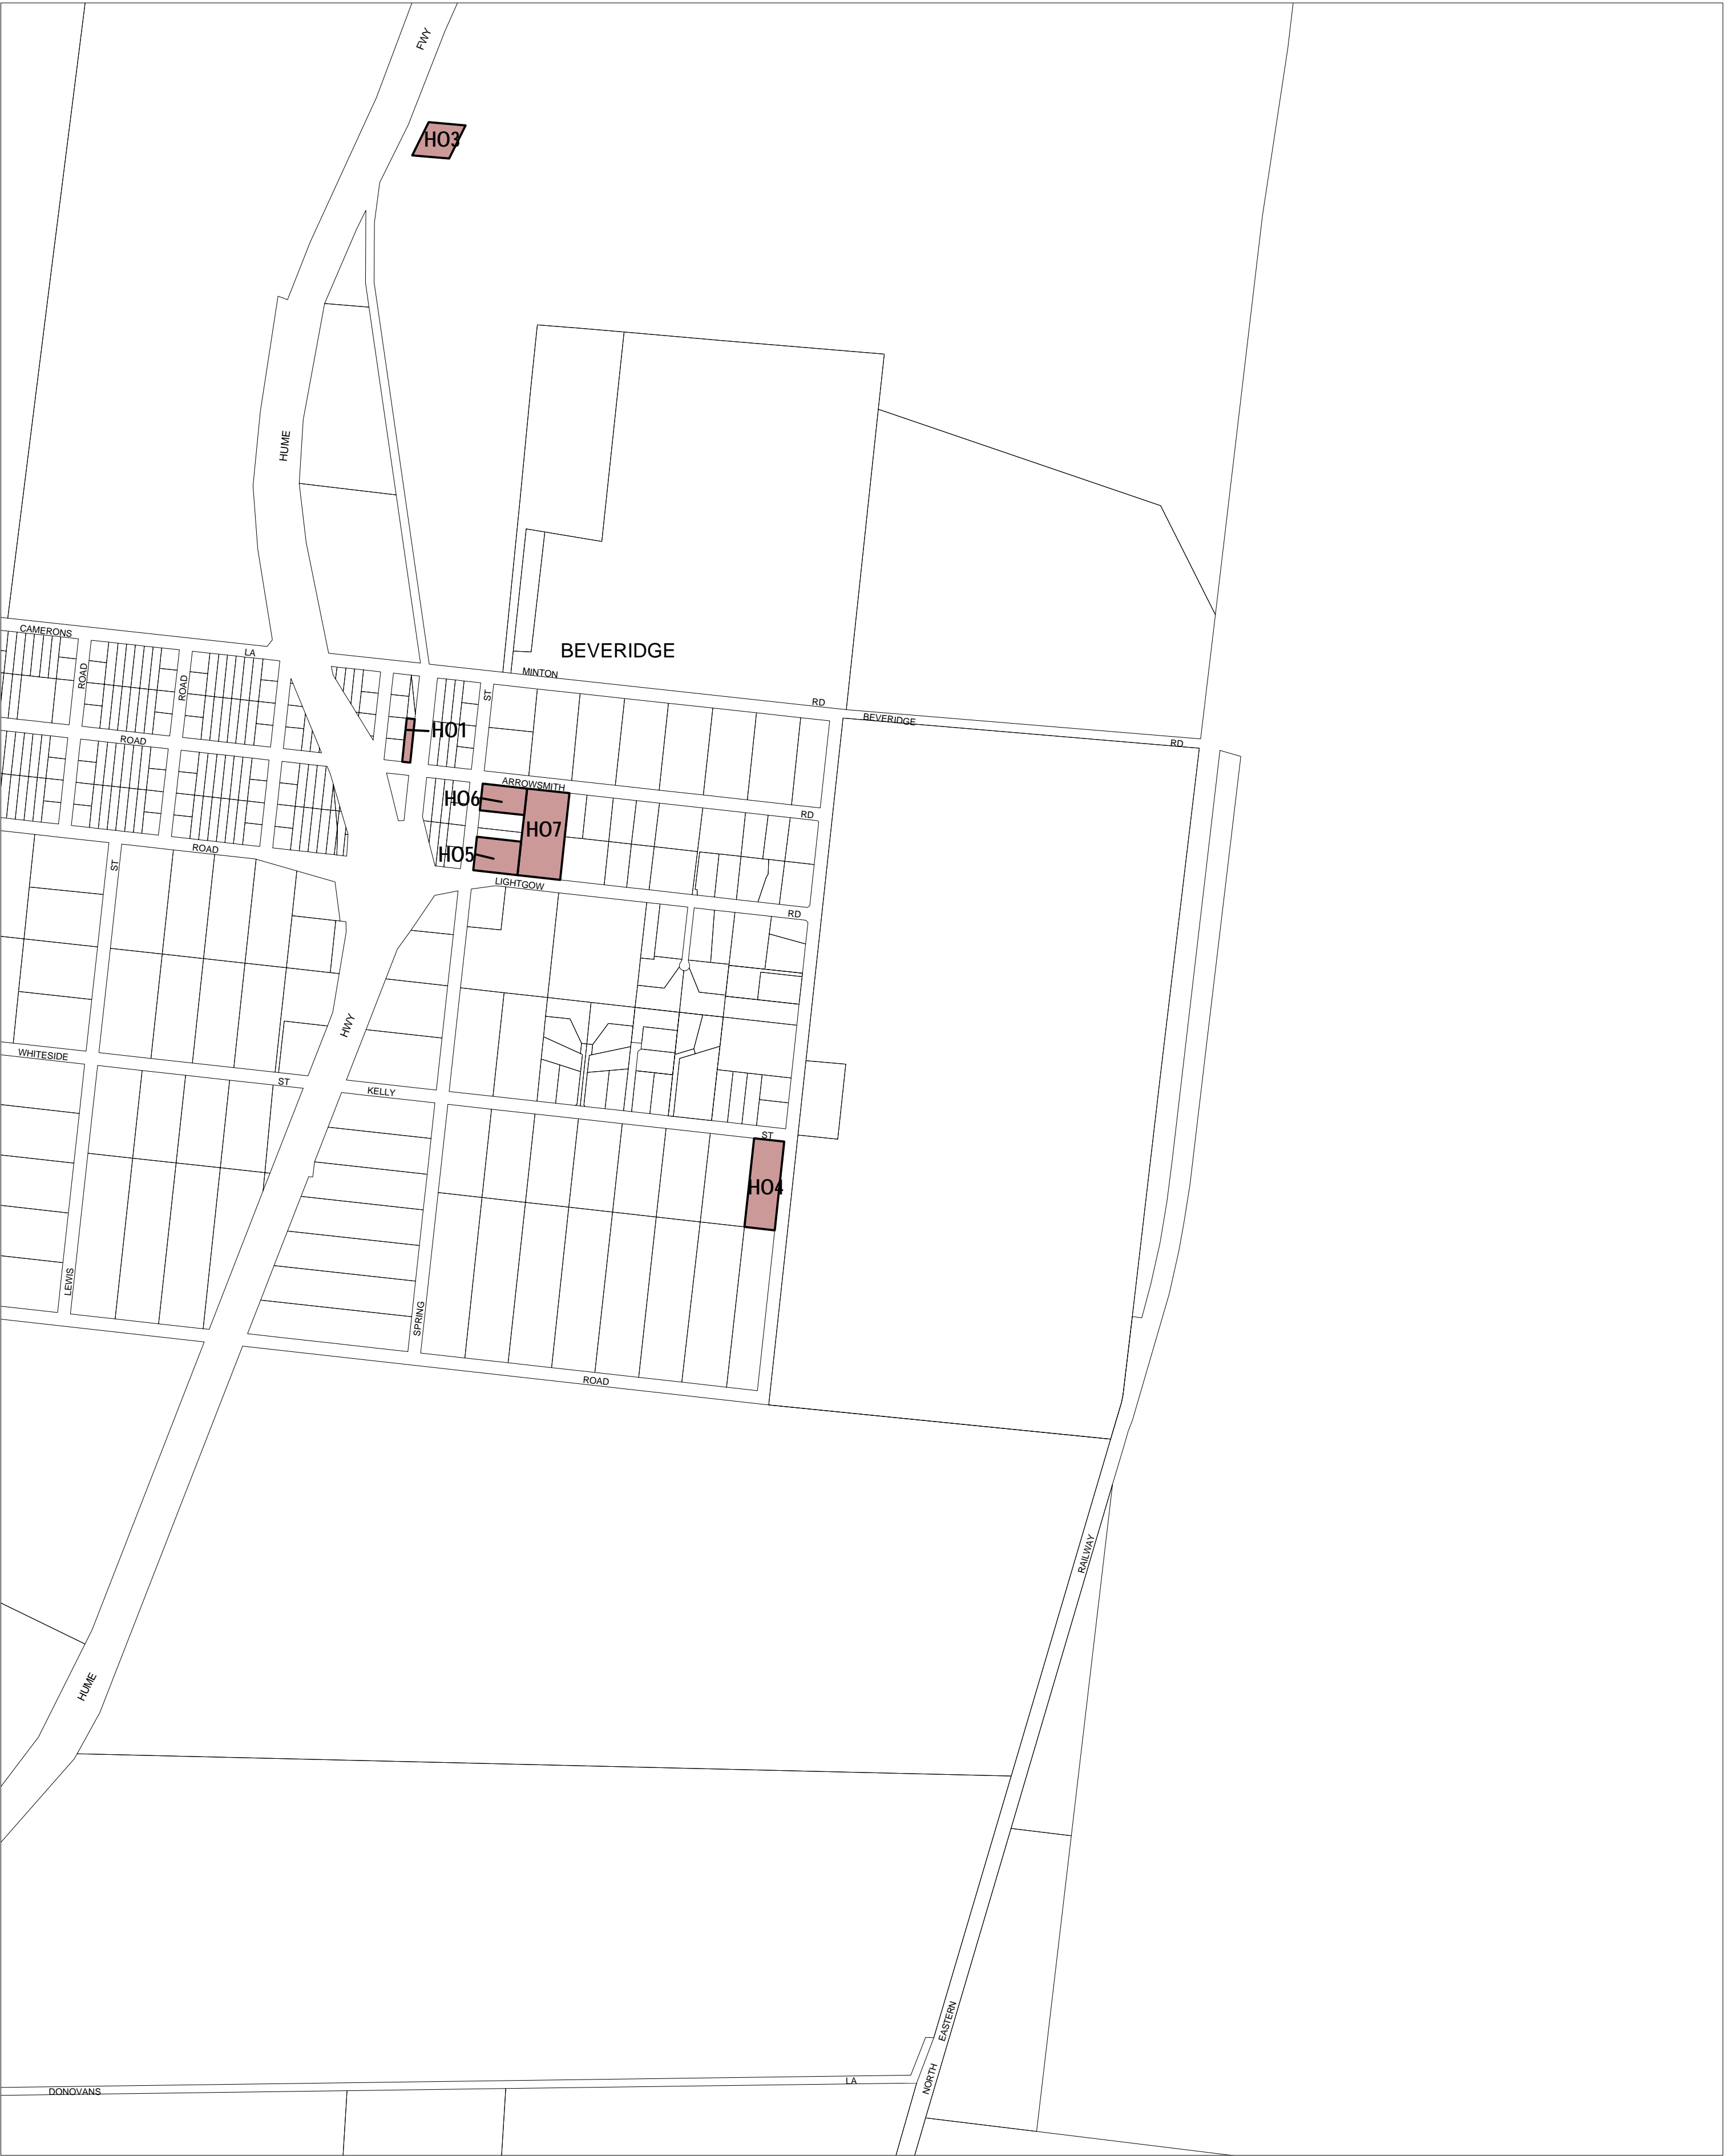 FWY
HO3
HUME
CAMERONS
LA
BEVERIDGE
MINTON
RD
ROAD
ROAD
ST
BEVERIDGE
RD
HO1
ROAD
ARROWSMITH
RD
HO6
HO7
HO5
ROAD
ST
LIGHTGOW
RD
HWY
WHITESIDE
ST
KELLY
ST
HO4
LEWIS
SPRING
ROAD
RAILWAY
HUME
EASTERN
NORTH
DONOVANS
LA